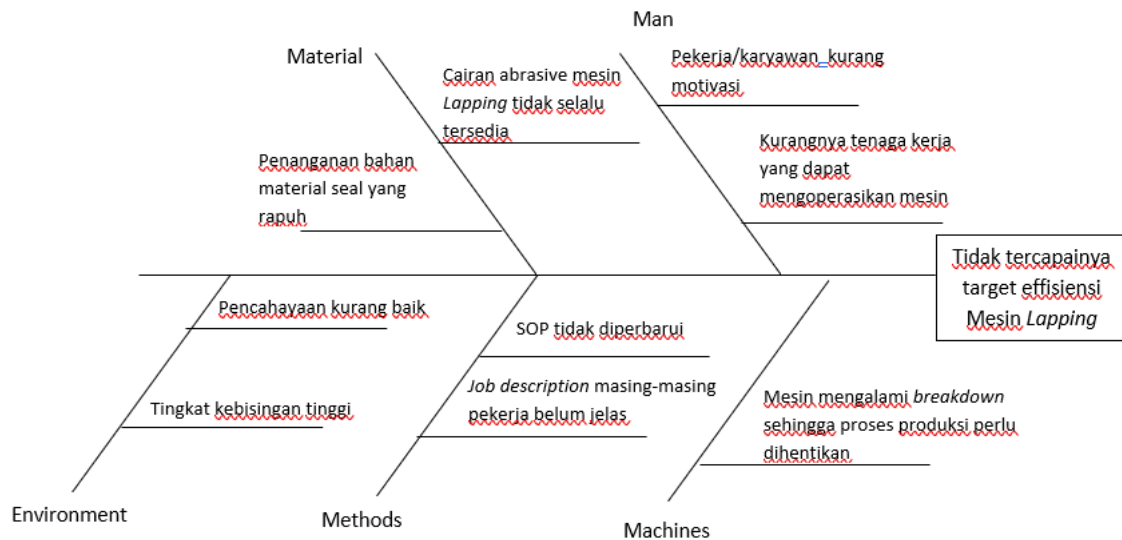 Man
Material
Pekerja/karyawan kurang
motivasi
Cairan abrasive mesin
Lapping tidak selalu
tersedia
Kurangnya tenaga kerja
yang dapat
mengoperasikan mesin
Penanganan bahan
material seal yang
rapuh
Tidak tercapainya
target effisiensi
Mesin Lapping
Pencahayaan kurang baik
SOP tidak diperbarui
Job description masing-masing
pekerja belum jelas
Tingkat kebisingan tinggi
Mesin mengalami breakdown
sehingga proses produksi perlu
dihentikan
Environment
Methods
Machines